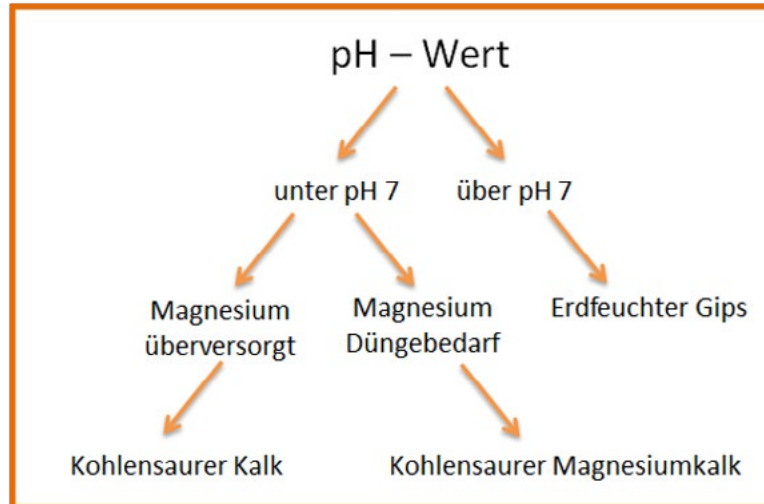 pH – Wert
unter pH 7
über pH 7
Magnesium
überversorgt
Magnesium
Düngebedarf
Erdfeuchter Gips
Kohlensaurer Kalk
Kohlensaurer Magnesiumkalk